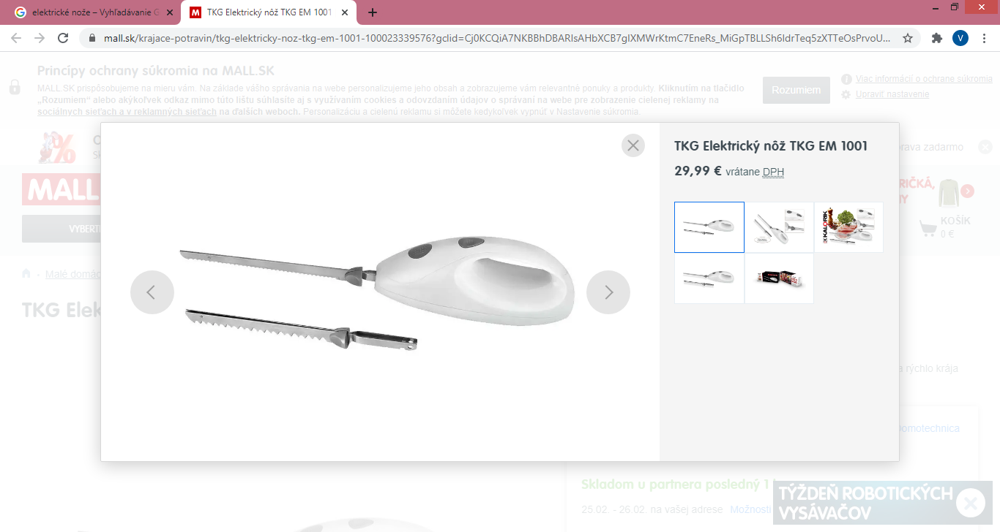 elektrické nože – Vyhľadávanie G
TKG Elektrický nôž TKG EM 1001
mall.sk/krajace-potravin/tkg-elektricky-noz-tkg-em-1001-100023339576?gclid=Cj0KCQiA7NKBBhDBARIsAHbXCB7glXMWrKtmC7EneRs_MiGpTBLLSh6ldrTeq5zXTTeOsPrvoU...
V
Princípy ochrany súkromia na MALL.SK
MALL.SK prispôsobujeme na mieru vám. Na základe vášho správania na webe personalizujeme jeho obsah a zobrazujeme vám relevantné ponuky a produkty. Kliknutím na tlačidlo
„Rozumiem“ alebo akýkoľvek odkaz mimo túto lištu súhlasíte aj s využívaním cookies a odovzdaním údajov o správaní na webe pre zobrazenie cielenej reklamy na
sociálnych sieťach a v reklamných sieťach na ďalších weboch. Personalizáciu a cielenú reklamu si môžete kedykoľvek vypnúť v Nastavenie súkromia.
Rozumiem
Viac informácií o ochrane súkromia
Upraviť nastavenie
%
rava zadarmo
MALL
RIČKÁ,
NY
VYBERT
KOŠÍK
0 €
Malé domác
TKG Elek
TKG Elektrický nôž TKG EM 1001
29,99 € vrátane DPH
KALORIK
a rýchlo krája
Domotechnica
Skladom u partnera posledný 1 k
25.02. - 26.02. na vašej adrese Možnosti
TÝŽDEŇ ROBOTICKÝCH
VYSÁVAČOV